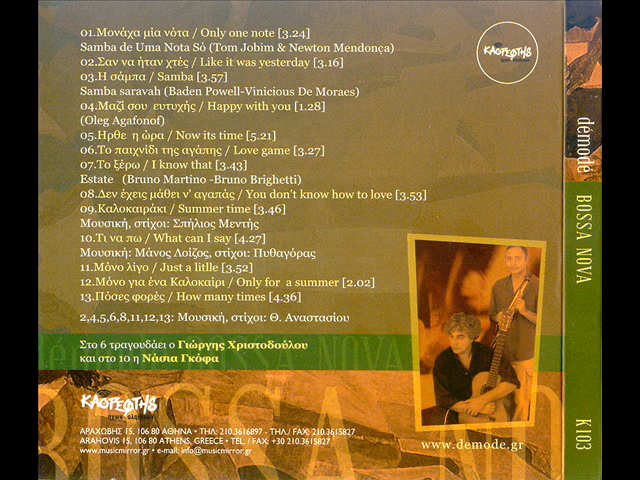 01.Μονάχα μία νότα / Only one note [3.24]
Samba de Uma Nota Só (Tom Jobim & Newton Mendonça)
02.Σαν να ήταν χτές / Like it was yesterday [3.16]
03.Η σάμπα / Samba [3.57]
Samba saravah (Baden Powell-Vinicious De Moraes)
04.Μαζί σου ευτυχής / Happy with you [1.28]
(Oleg Agafonof)
05.Ηρθε η ώρα / Now its time [5.21]
06.Το παιχνίδι της αγάπης / Love game [3.27]
07.Το ξέρω / I know that [3.43]
Estate (Bruno Martino -Bruno Brighetti)
08.Δεν έχεις μάθει ν' αγαπάς / You don't know how to love [3.53]
09.Καλοκαιράκι / Summer time [3.46]
Μουσική, στίχοι: Σπήλιος Μεντής
10.Τι να πω / What can I say [4.27]
Μουσική: Μάνος Λοΐζος, στίχοι: Πυθαγόρας
11.Μόνο λίγο / Just a litlle [3.52]
12.Μόνο για ένα Καλοκαίρι / Only for a summer [2.02]
13.Πόσες φορές / How many times [4.36]
2,4,5,6,8,11,12,13: Μουσική, στίχοι: Θ. Αναστασίου
Στο 6 τραγουδάει ο Γιώργης Χριστοδούλου
και στο 10 η Νάσια Γκόφα
ΚΑΘΡΕΦΤΗΣ
ΑΡΑΧΩΒΗΣ 15, 106 80 ΑΘΗΝΑ • ΤΗΛ: 210.3616897 - ΤΗΛ./ FAX: 210.3615827
ARAHOVIS 15, 106 80 ATHENS, GREECE • TEL. / FAX: +30 210.3615827
www.musicmirror.gr • e-mail: info@musicmirror.gr
BOSSA NOVA
ΚΑΘΡΕΦΤΗΣ
www.demode.gr
démodé
BOSSA NOVA
K103